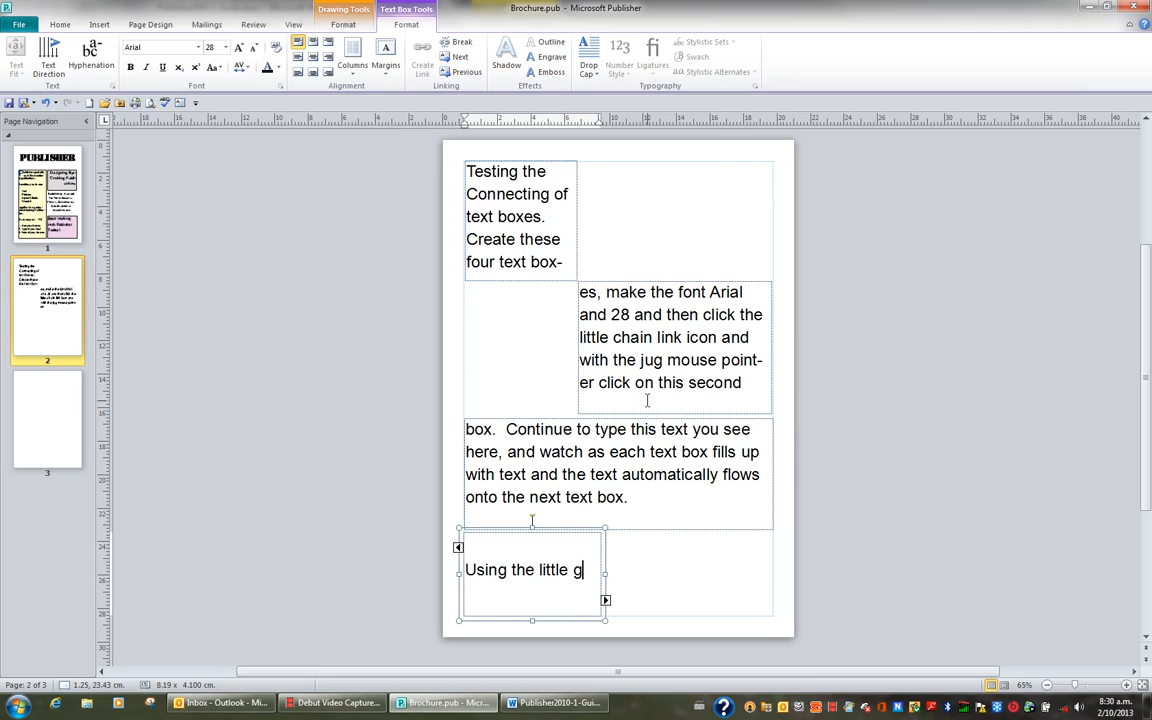 Brochure.pub - Microsoft Publisher
Drawing Tools
Text Box Tools
File
Home
Insert
Page Design
Mailings
Review
View
Format
Format
Text Fit
Text Direction
Hyphenation
Arial
28
Columns
Margins
Create Link
Break
Next
Previous
Shadow
Outline
Engrave
Emboss
Drop Cap
Number Style
Ligatures
Stylistic Sets
Swash
Stylistic Alternates
Text
Font
Alignment
Linking
Effects
Typography
Page Navigation
PUBLISHER
1
2
3
Testing the
Connecting of
text boxes.
Create these
four text box-
es, make the font Arial
and 28 and then click the
little chain link icon and
with the jug mouse point-
er click on this second
box.  Continue to type this text you see
here, and watch as each text box fills up
with text and the text automatically flows
onto the next text box.
Using the little g
Page: 2 of 3
1.25, 23.43 cm.
8.19 x  4.100 cm.
65%
Inbox - Outlook - Mi...
Debut Video Capture...
Brochure.pub - Micr...
Publisher2010-1-Gui...
8:30 a.m.
2/10/2013